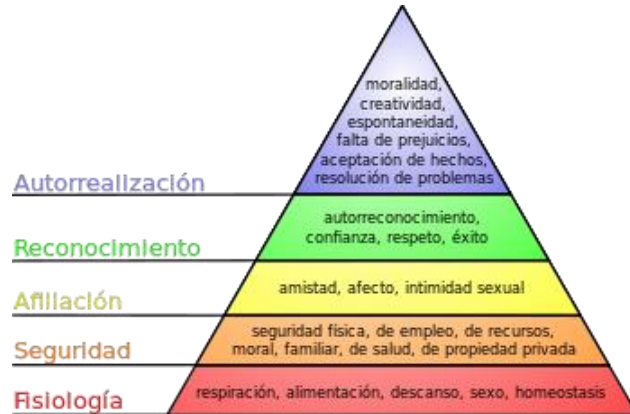 moralidad,
creatividad,
espontaneidad,
falta de prejuicios,
aceptación de hechos,
resolución de problemas
Autorrealización
autorreconocimiento,
confianza, respeto, éxito
Reconocimiento
amistad, afecto, intimidad sexual
Afiliación
seguridad física, de empleo, de recursos,
moral, familiar, de salud, de propiedad privada
Seguridad
respiración, alimentación, descanso, sexo, homeostasis
Fisiología